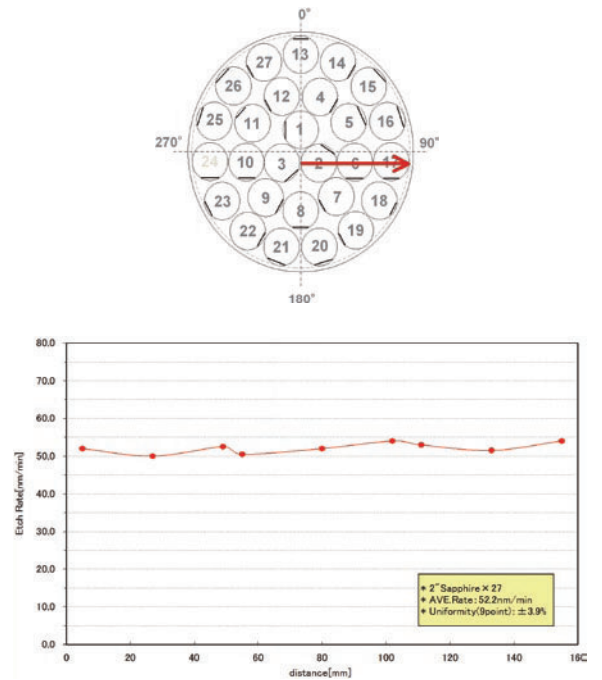 0°
13
27 14
26 15
12 4
25 11 1 5 16
270° 90°
24 10 3 2 6 17
23 9 7 18
8
22 19
21 20
180°
80.0
70.0
60.0
50.0
40.0
30.0
20.0
10.0
0.0
Etch Rate[nm/min]
* 2"Sapphire×27
* AVE.Rate:52.2nm/min
* Uniformity(9point): ±3.9%
0 20 40 60 80 100 120 140 160
distance[mm]